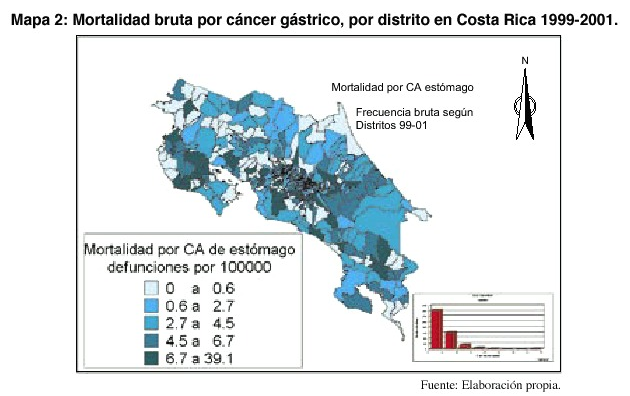 Mapa 2: Mortalidad bruta por cáncer gástrico, por distrito en Costa Rica 1999-2001.
N
Mortalidad por CA estómago
Frecuencia bruta según
Distritos 99-01
Mortalidad por CA de estómago
defunciones por 100000
0 a 0.6
0.6 a 2.7
2.7 a 4.5
4.5 a 6.7
6.7 a 39.1
Fuente: Elaboración propia.